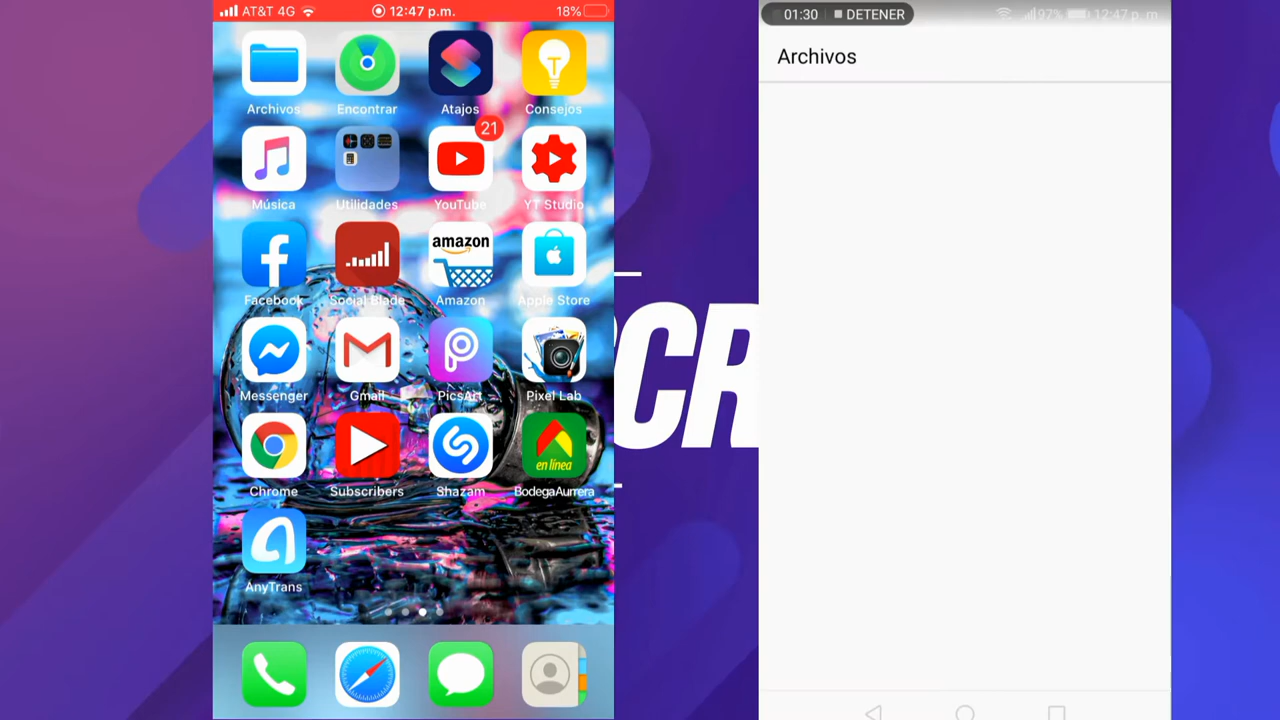 AT&T 4G 12:47 p.m. 18%
Archivos Encontrar Atajos Consejos
21
Música Utilidades YouTube YT Studio
amazon
Facebook Social Blade Amazon Apple Store
Messenger Gmail PicsArt Pixel Lab
en línea
Chrome Subscribers Shazam BodegaAurrera
AnyTrans
CR
01:30 DETENER 97% 12:47 p. m.
Archivos